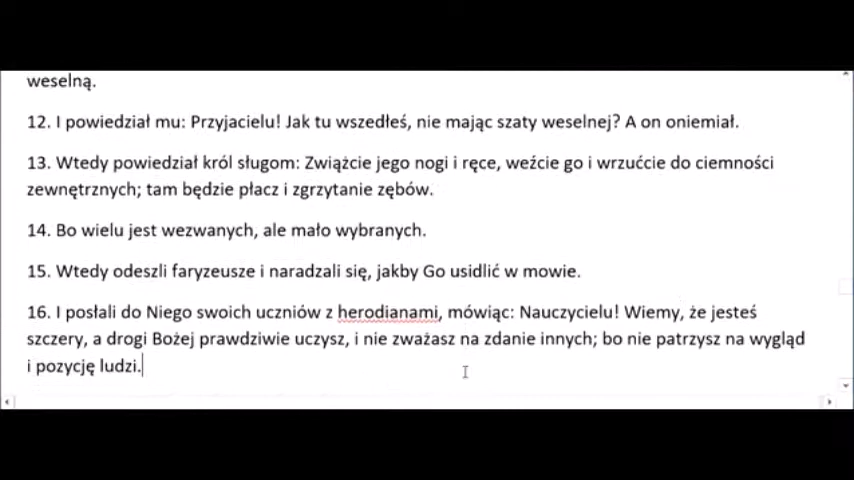 weselną.
12. I powiedział mu: Przyjacielu! Jak tu wszedłeś, nie mając szaty weselnej? A on oniemiał.
13. Wtedy powiedział król sługom: Zwiążcie jego nogi i ręce, weźcie go i wrzućcie do ciemności
zewnętrznych; tam będzie płacz i zgrzytanie zębów.
14. Bo wielu jest wezwanych, ale mało wybranych.
15. Wtedy odeszli faryzeusze i naradzali się, jakby Go usidlić w mowie.
16. I posłali do Niego swoich uczniów z herodianami, mówiąc: Nauczycielu! Wiemy, że jesteś
szczery, a drogi Bożej prawdziwie uczysz, i nie zważasz na zdanie innych; bo nie patrzysz na wygląd
i pozycję ludzi.